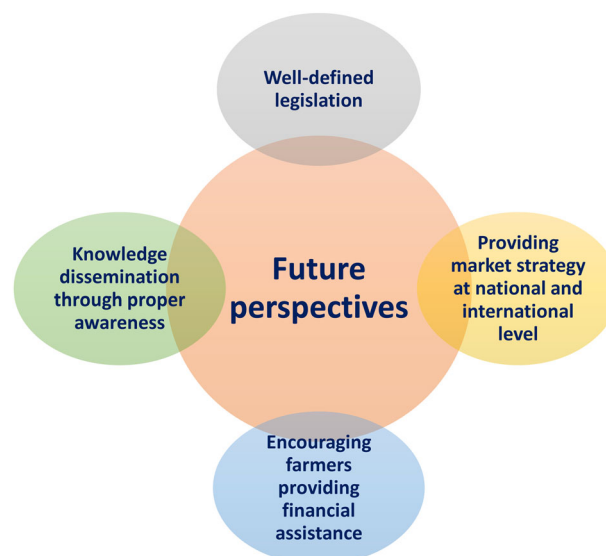 Well-defined
legislation
Knowledge
dissemination
through proper
awareness
Future
perspectives
Providing
market strategy
at national and
international
level
Encouraging
farmers
providing
financial
assistance